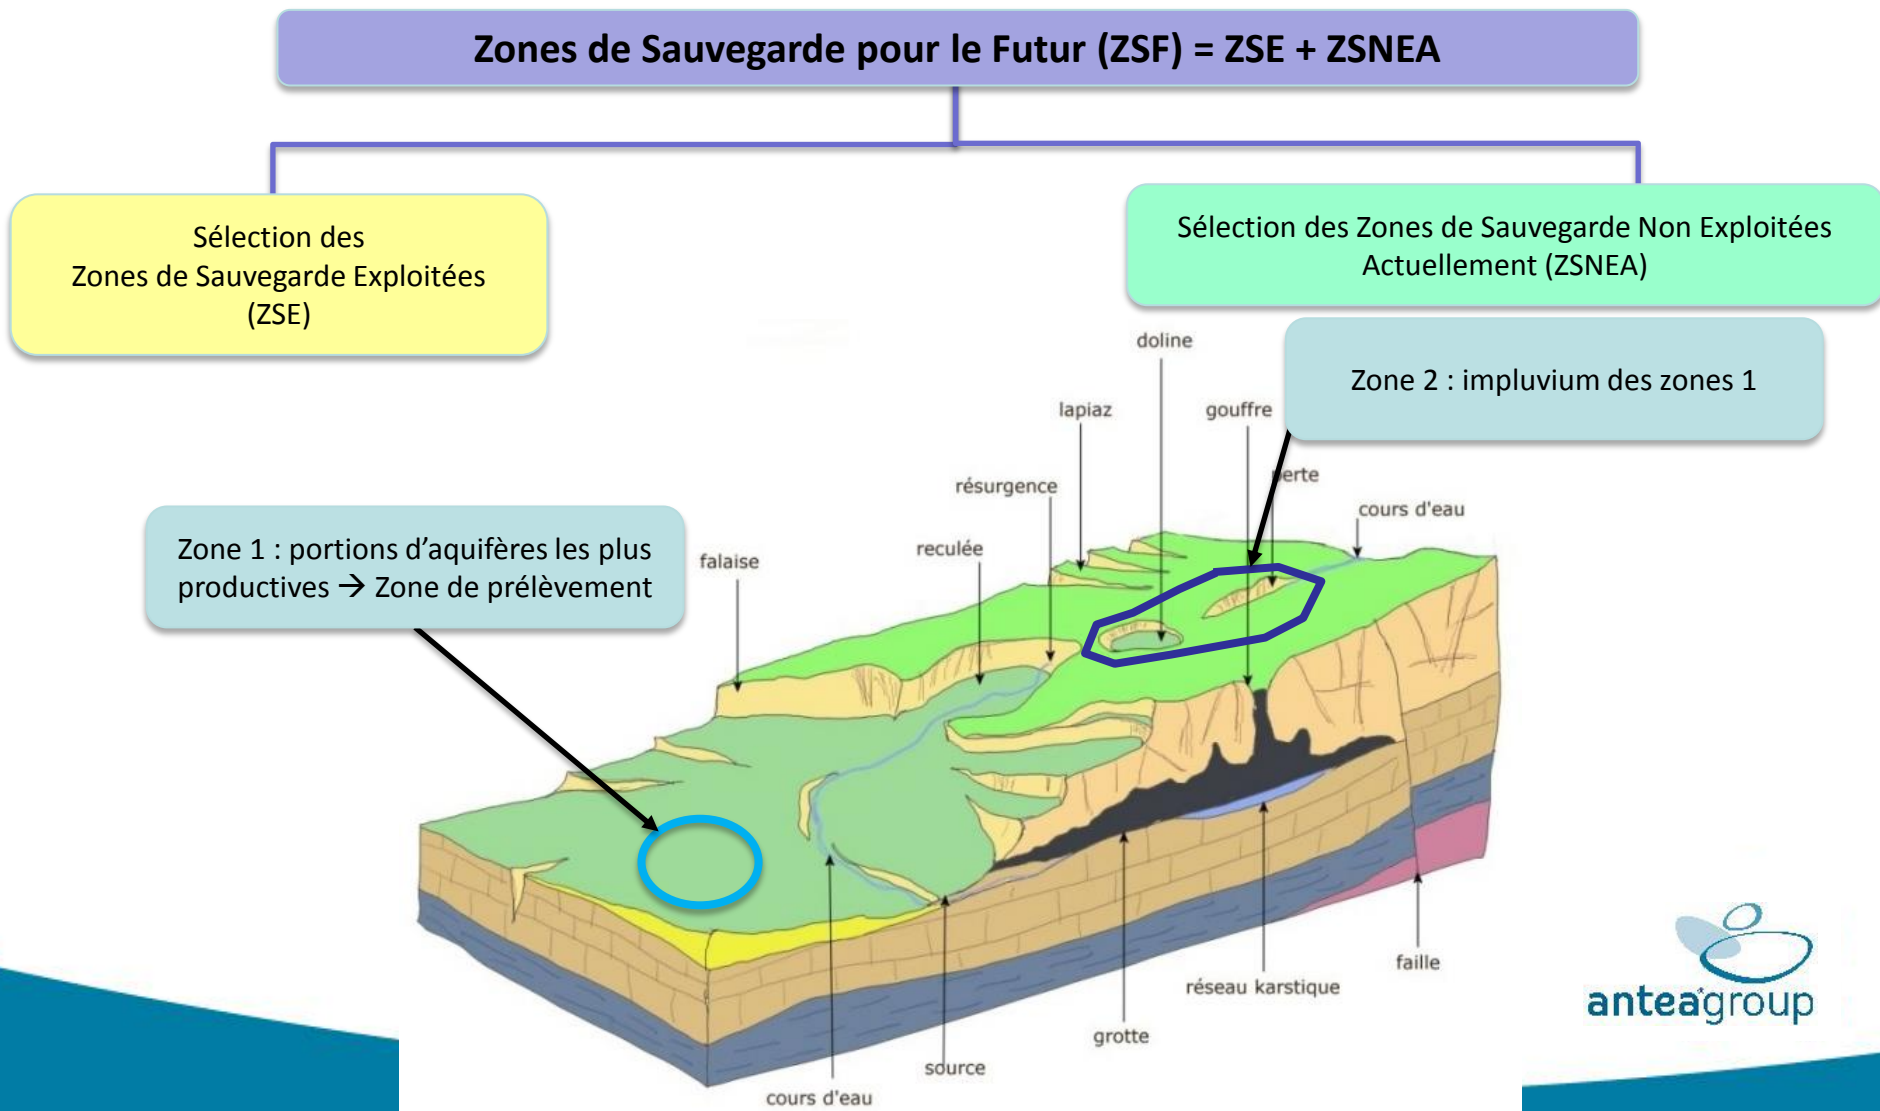 Zones de Sauvegarde pour le Futur (ZSF) = ZSE + ZSNEA
Sélection des
Zones de Sauvegarde Exploitées
(ZSE)
Sélection des Zones de Sauvegarde Non Exploitées
Actuellement (ZSNEA)
Zone 2 : impluvium des zones 1
Zone 1 : portions d’aquifères les plus
productives → Zone de prélèvement
doline
lapiaz
gouffre
perte
résurgence
cours d'eau
reculée
falaise
faille
réseau karstique
grotte
source
cours d'eau
anteagroup